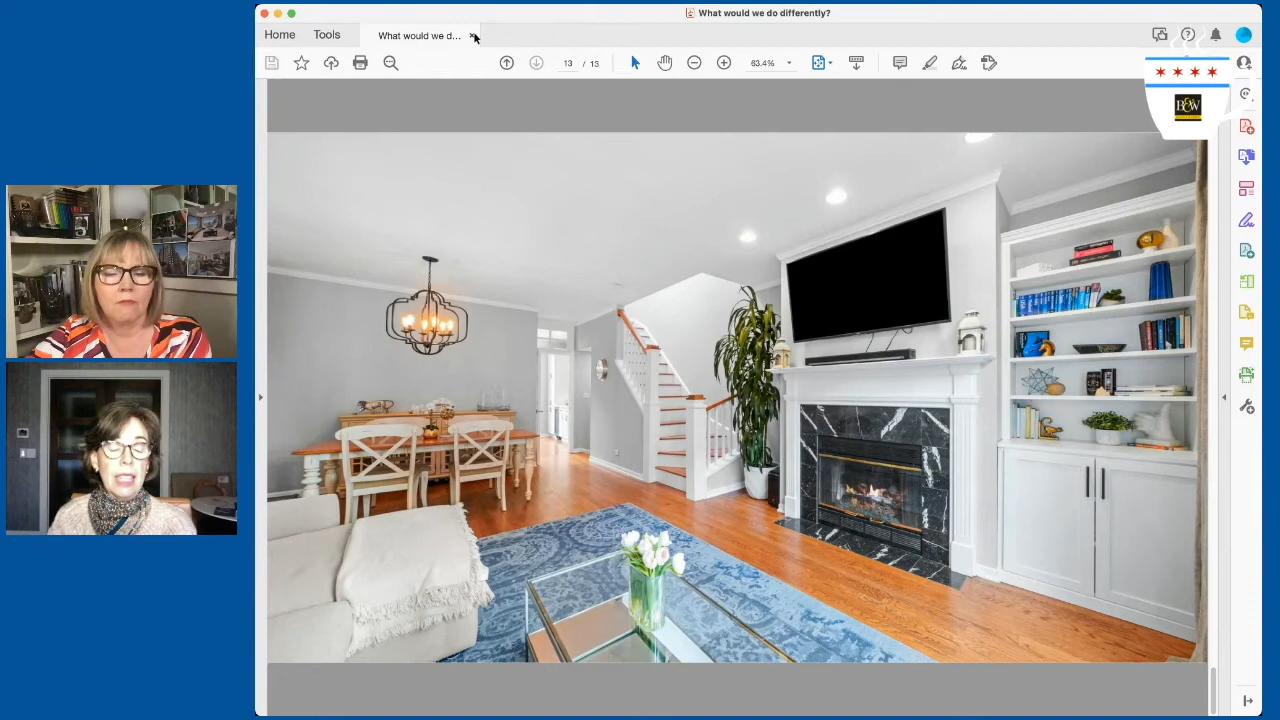 What would we do differently?
Home
Tools
What would we d...
13 / 13
63.4%
B&W